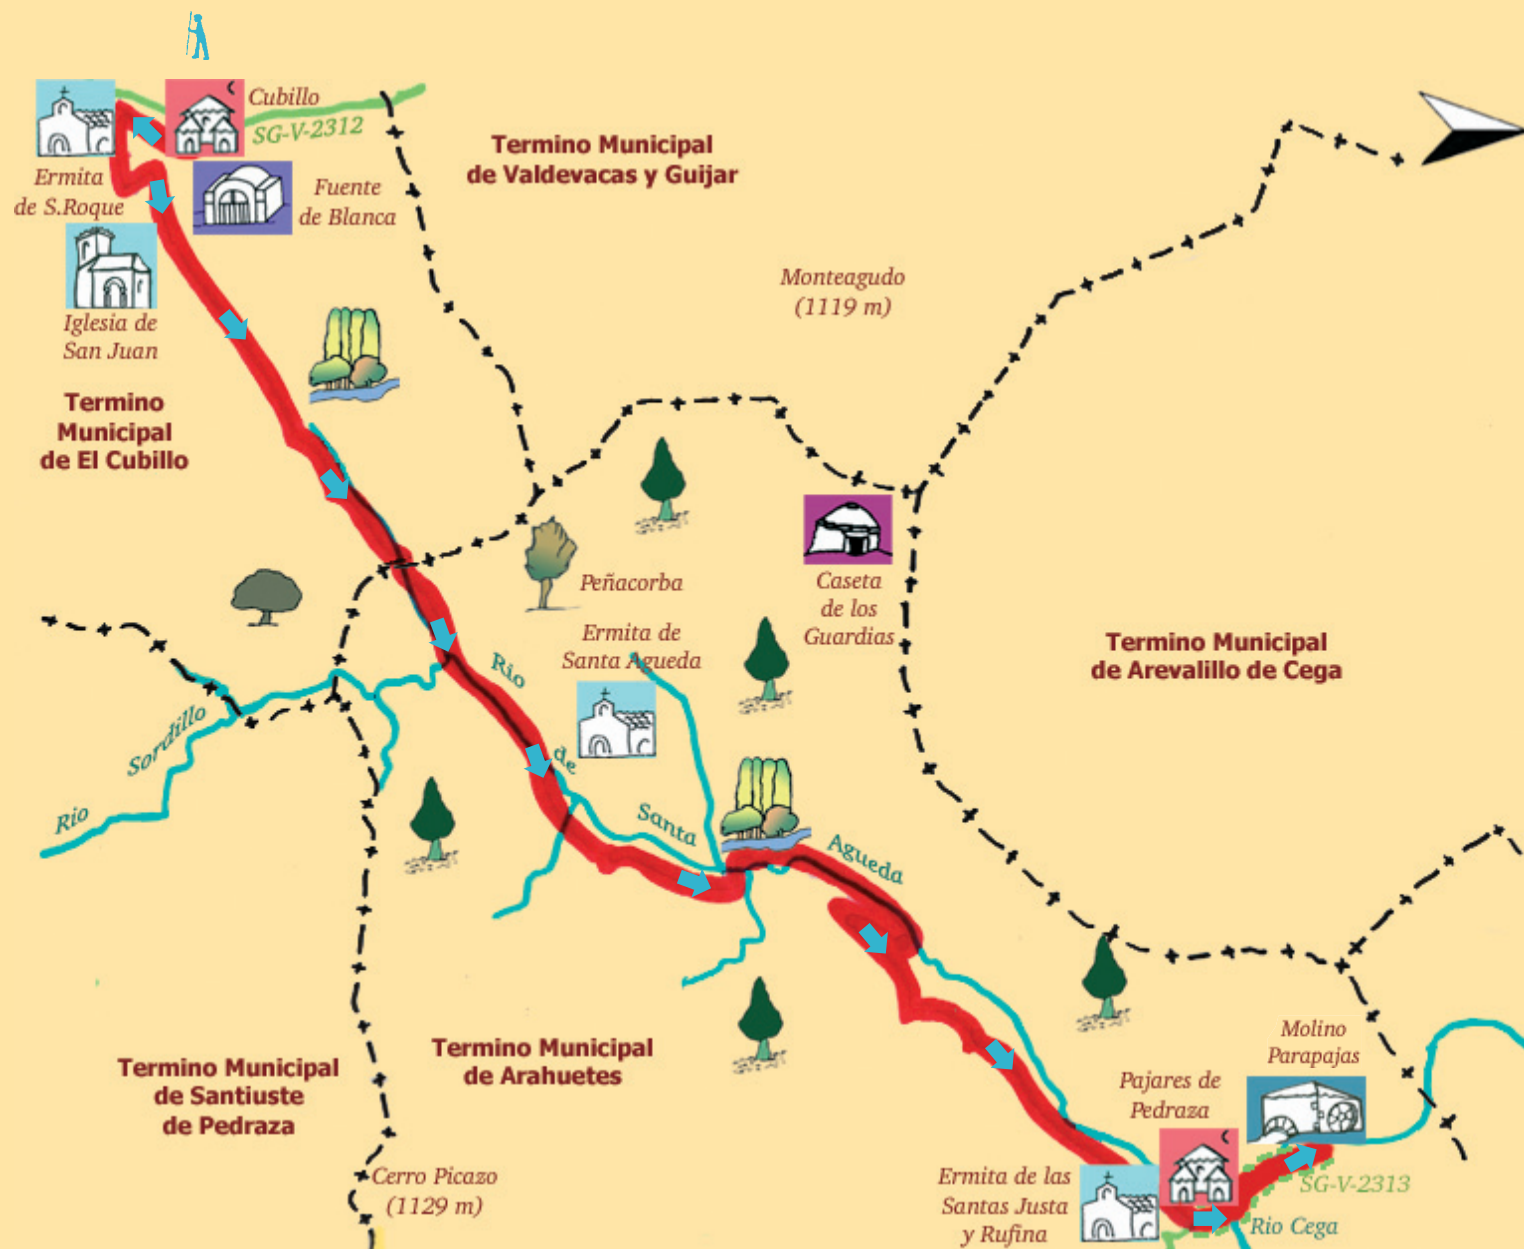 Cubillo
SG-V-2312
Termino Municipal
de Valdevacas y Guijar
Ermita
de S.Roque
Fuente
de Blanca
Monteagudo
(1119 m)
Iglesia de
San Juan
Termino
Municipal
de El Cubillo
Peñacorba
Caseta
de los
Guardias
Ermita de
Santa Agueda
Termino Municipal
de Arevalillo de Cega
Rio
de
Santa
Agueda
Rio
Sordillo
Termino Municipal
de Santiuste
de Pedraza
Termino Municipal
de Arahuetes
Molino
Parapajas
Pajares de
Pedraza
Cerro Picazo
(1129 m)
Ermita de las
Santas Justa
y Rufina
SG-V-2313
Rio Cega